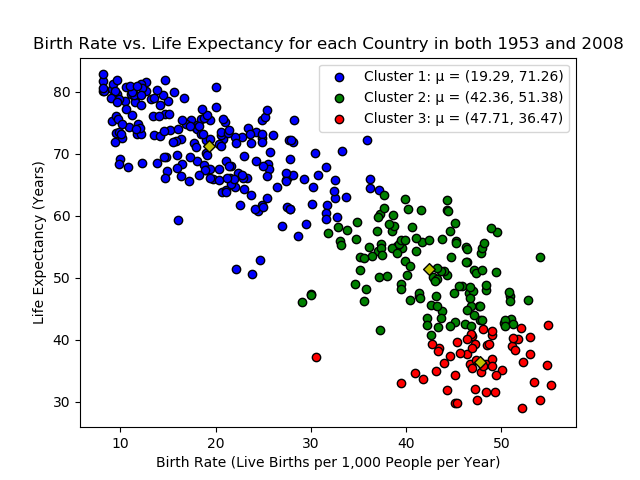 Birth Rate vs. Life Expectancy for each Country in both 1953 and 2008
Cluster 1: μ = (19.29, 71.26)
Cluster 2: μ = (42.36, 51.38)
Cluster 3: μ = (47.71, 36.47)
Life Expectancy (Years)
80
70
60
50
40
30
10 20 30 40 50
Birth Rate (Live Births per 1,000 People per Year)